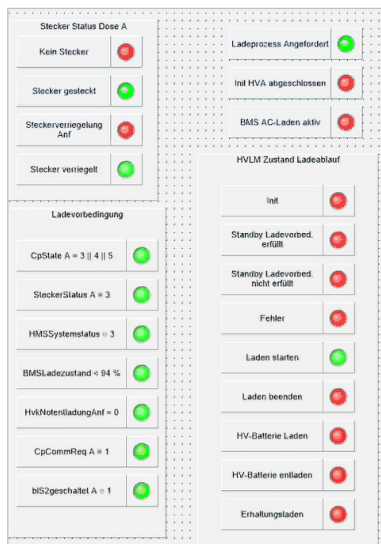 Stecker Status Dose A
Kein Stecker
Stecker gesteckt
Steckerverriegelung
Anf
Stecker verriegelt
Ladeprozess Angefordert
Init HVA abgeschlossen
BMS AC-Laden aktiv
Ladevorbedingung
CpState A = 3 || 4 || 5
SteckerStatus A = 3
HMSSystemstatus = 3
BMSLadezustand < 94 %
HvkNotentladungAnf = 0
CpCommReq A = 1
bIS2geschaltet A = 1
HVLM Zustand Ladeablauf
Init
Standby Ladevorbed.
erfüllt
Standby Ladevorbed.
nicht erfüllt
Fehler
Laden starten
Laden beenden
HV-Batterie Laden
HV-Batterie entladen
Erhaltungsladen